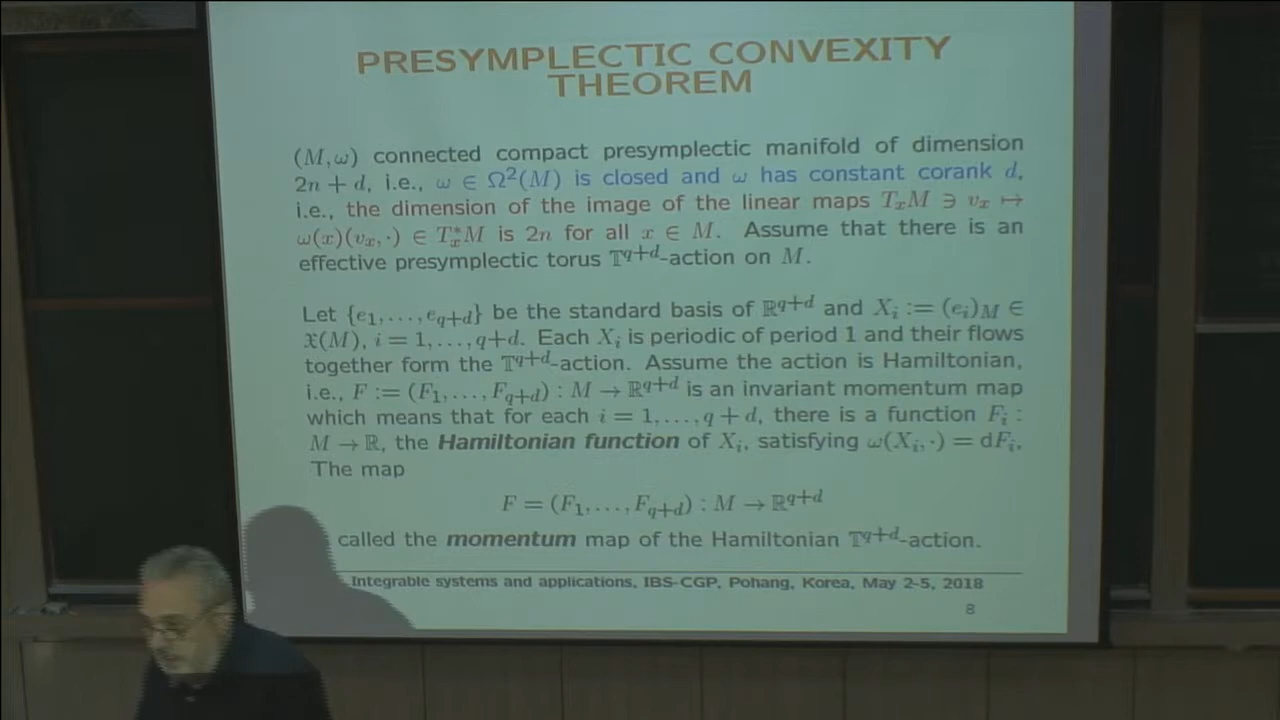 PRESYMPLECTIC CONVEXITY
THEOREM
(M, ω) connected compact presymplectic manifold of dimension
2n + d, i.e., ω ∈ Ω²(M) is closed and ω has constant corank d,
i.e., the dimension of the image of the linear maps TₓM ∋ vₓ ↦
ω(x)(vₓ, ·) ∈ Tₓ*M is 2n for all x ∈ M. Assume that there is an
effective presymplectic torus 𝕋^{q+d}-action on M.
Let {e₁, . . . , e_{q+d}} be the standard basis of ℝ^{q+d} and Xᵢ := (eᵢ)_M ∈
𝔛(M), i = 1, . . . , q+d. Each Xᵢ is periodic of period 1 and their flows
together form the 𝕋^{q+d}-action. Assume the action is Hamiltonian,
i.e., F := (F₁, . . . , F_{q+d}) : M → ℝ^{q+d} is an invariant momentum map
which means that for each i = 1, . . . , q + d, there is a function Fᵢ :
M → ℝ, the Hamiltonian function of Xᵢ, satisfying ω(Xᵢ, ·) = dFᵢ.
The map
F = (F₁, . . . , F_{q+d}) : M → ℝ^{q+d}
called the momentum map of the Hamiltonian 𝕋^{q+d}-action.
Integrable systems and applications, IBS-CGP, Pohang, Korea, May 2-5, 2018
8